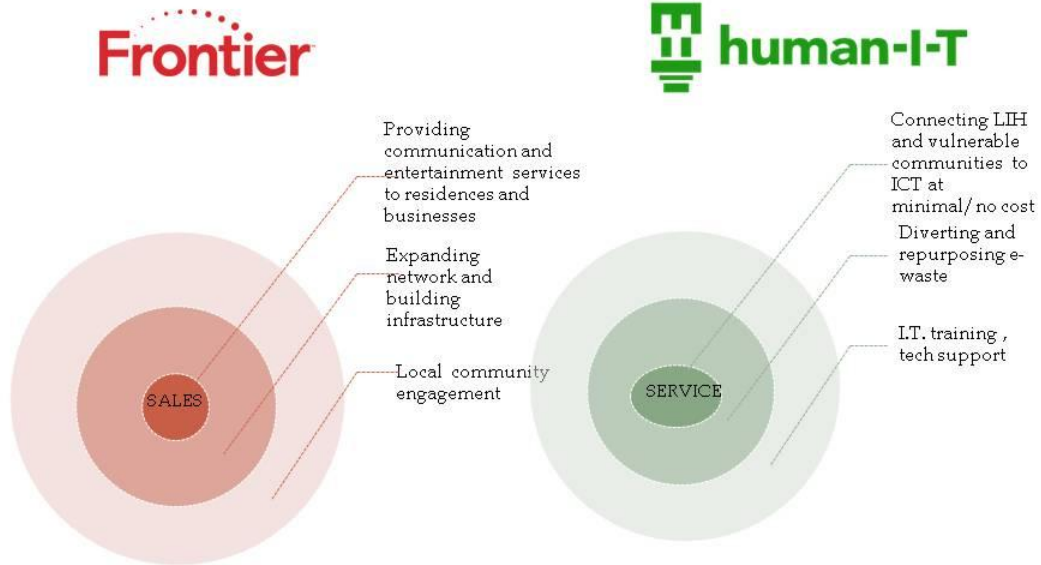 Frontier
human-I-T
Providing
communication and
entertainment services
to residences and
businesses
Expanding
network and
building
infrastructure
Local community
engagement
SALES
Connecting LIH
and vulnerable
communities to
ICT at
minimal/no cost
Diverting and
repurposing e-
waste
I.T. training ,
tech support
SERVICE